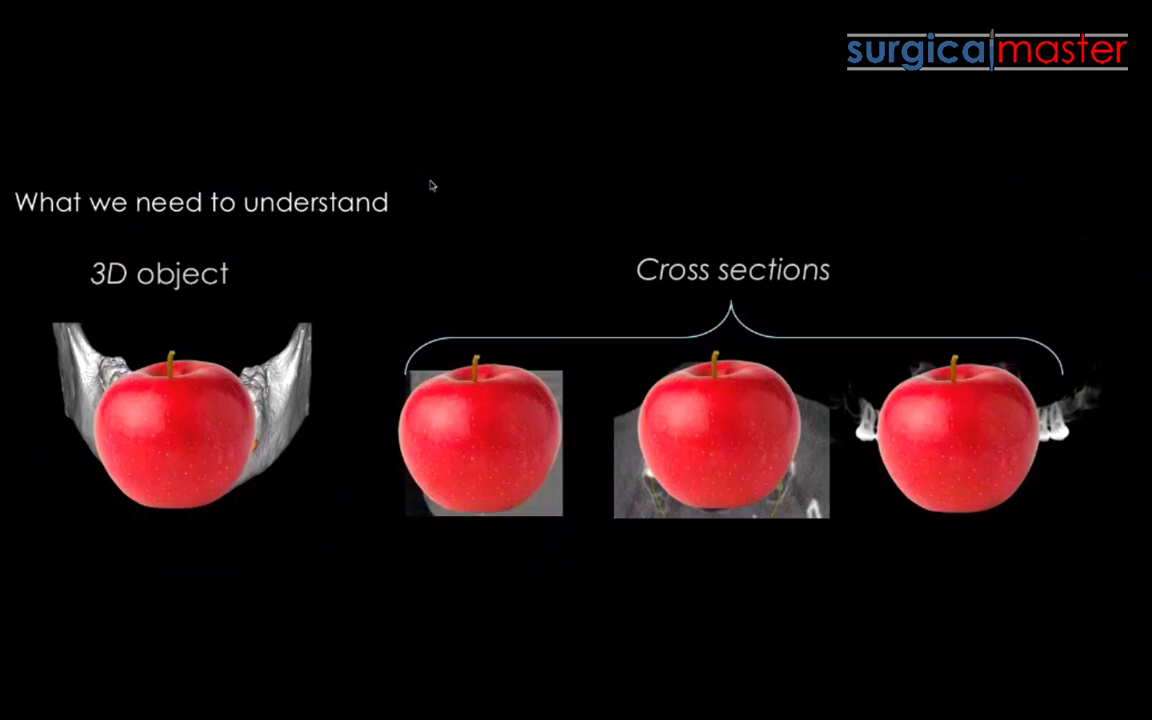 surgicalmaster
What we need to understand
3D object
Cross sections